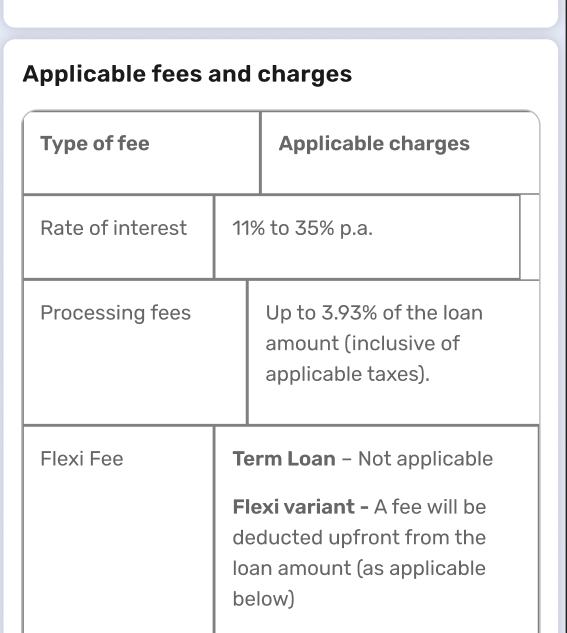 Applicable fees and charges
Type of fee
Applicable charges
Rate of interest
11% to 35% p.a.
Processing fees
Up to 3.93% of the loan
amount (inclusive of
applicable taxes).
Flexi Fee
Term Loan – Not applicable
Flexi variant - A fee will be
deducted upfront from the
loan amount (as applicable
below)